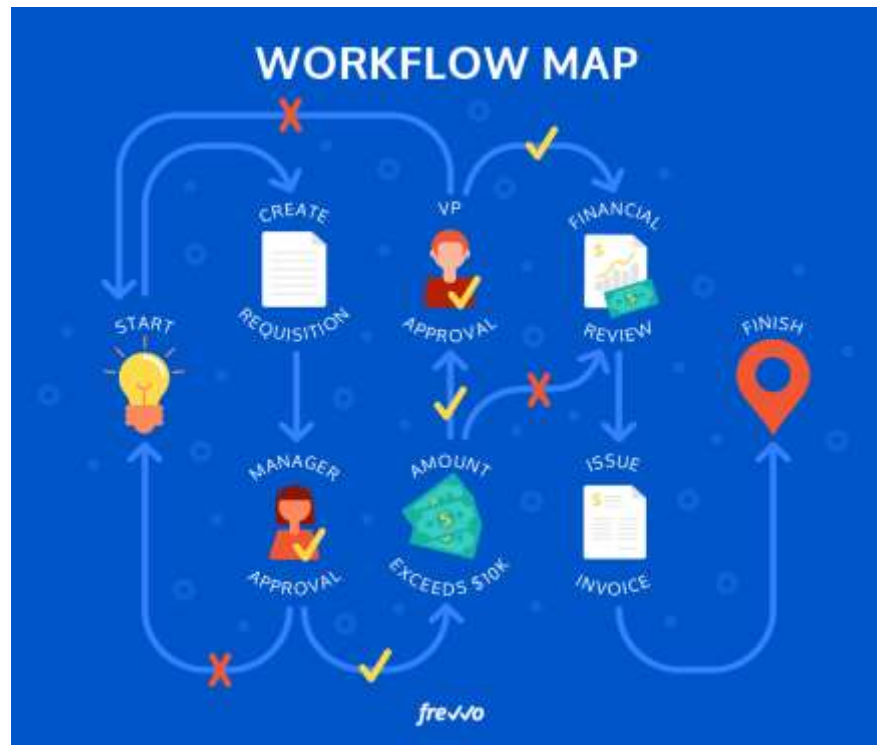 WORKFLOW MAP
CREATE
REQUISITION
VP
APPROVAL
FINANCIAL
REVIEW
START
FINISH
MANAGER
APPROVAL
AMOUNT
EXCEEDS $10K
ISSUE
INVOICE
frevvo